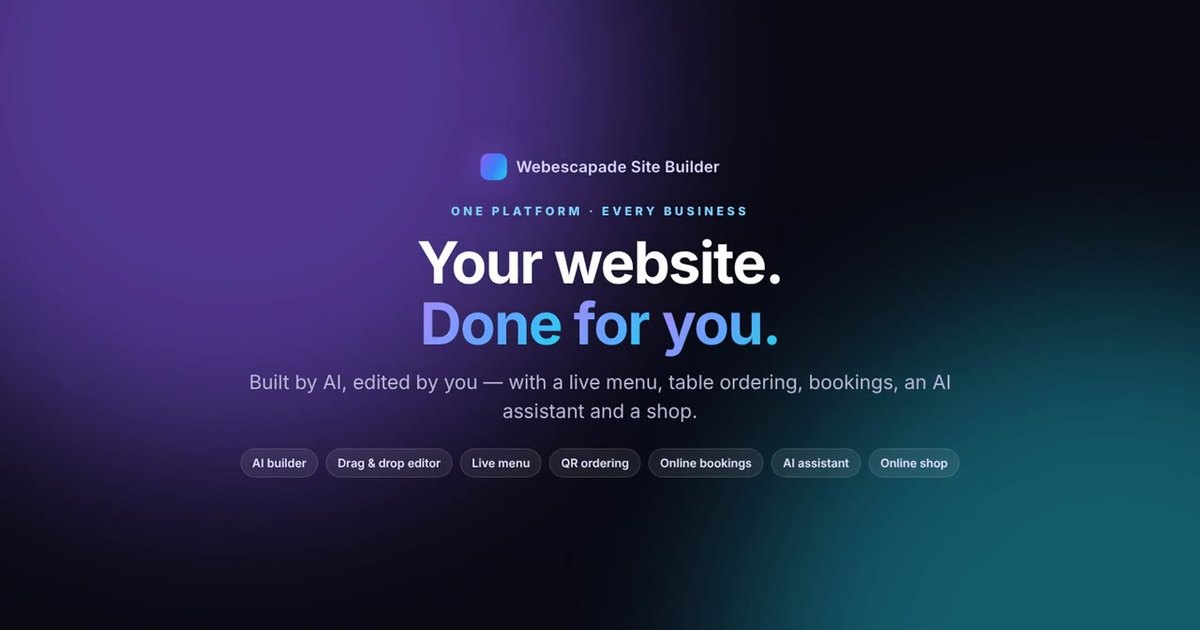 Webescapade Site Builder
ONE PLATFORM · EVERY BUSINESS
Your website.
Done for you.
Built by AI, edited by you — with a live menu, table ordering, bookings, an AI
assistant and a shop.
AI builder Drag & drop editor Live menu QR ordering Online bookings AI assistant Online shop